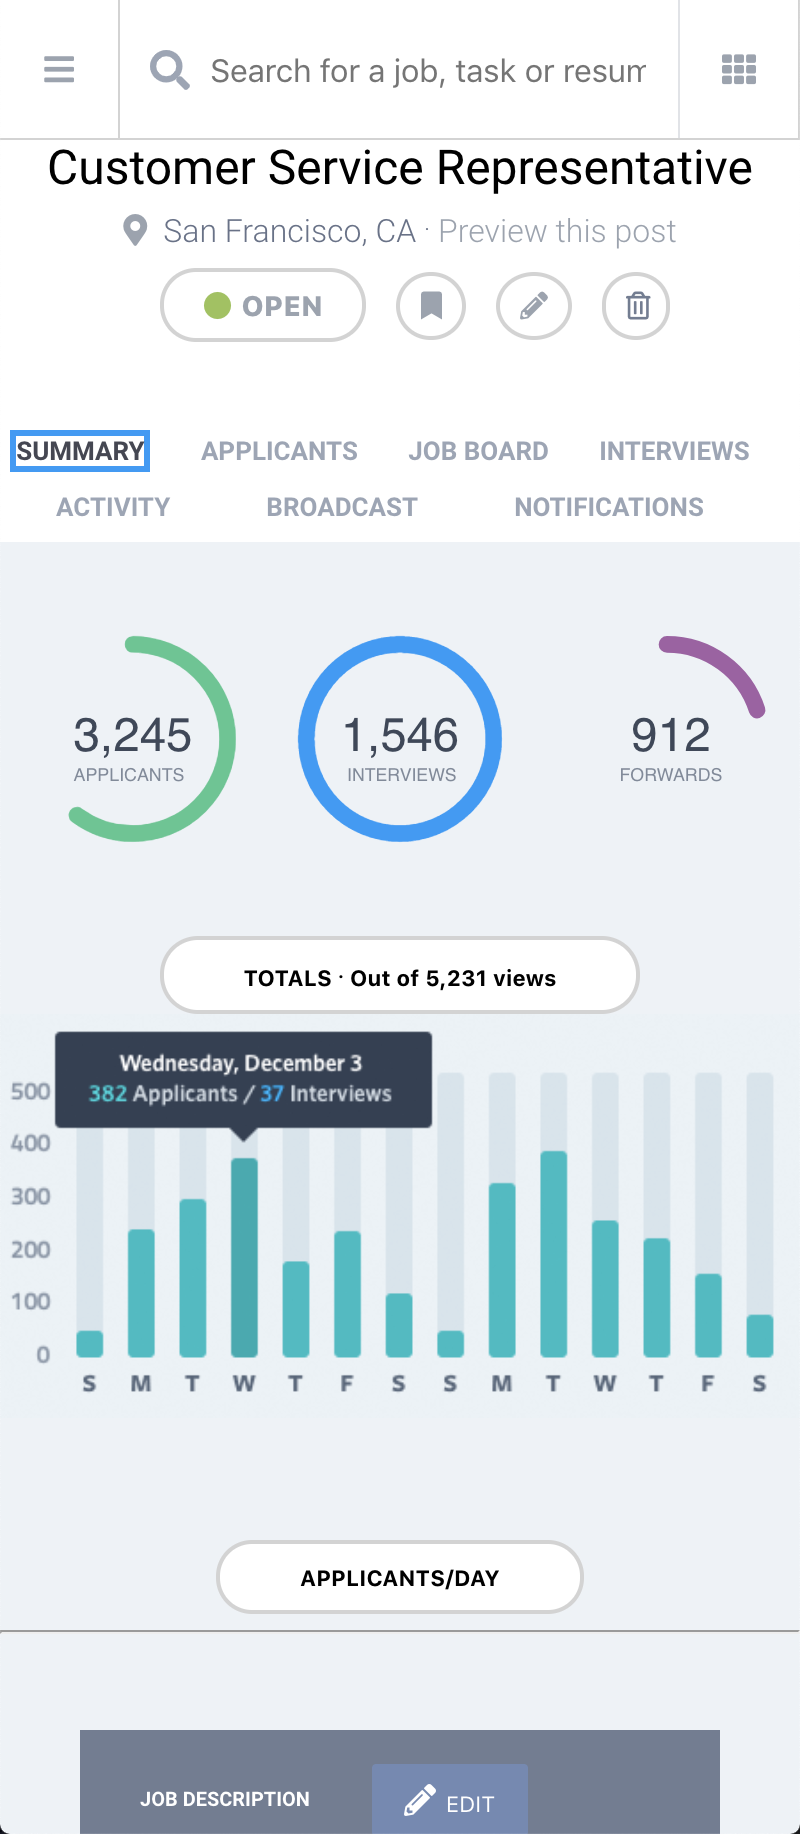 Search for a job, task or resum
Customer Service Representative
San Francisco, CA · Preview this post
OPEN
SUMMARY APPLICANTS JOB BOARD INTERVIEWS
ACTIVITY BROADCAST NOTIFICATIONS
3,245 1,546 912
APPLICANTS INTERVIEWS FORWARDS
TOTALS · Out of 5,231 views
Wednesday, December 3
382 Applicants / 37 Interviews
500
400
300
200
100
0
S M T W T F S S M T W T F S
APPLICANTS/DAY
JOB DESCRIPTION EDIT